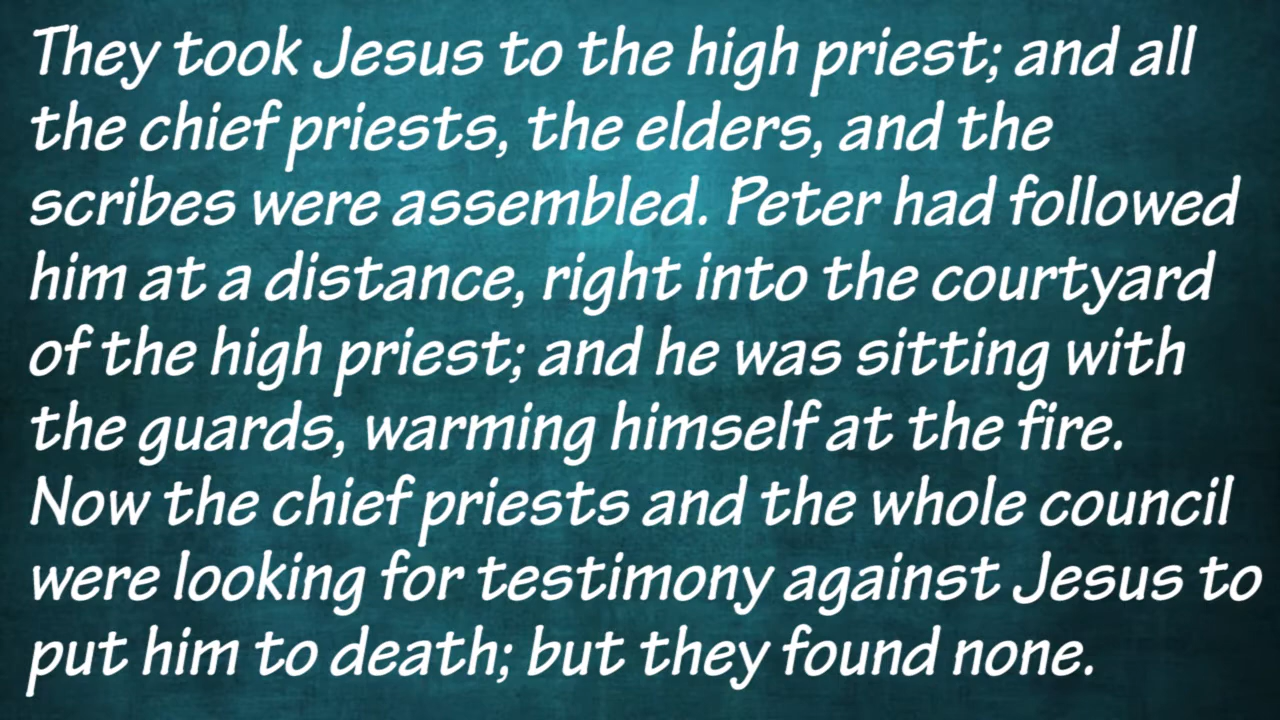 They took Jesus to the high priest; and all
the chief priests, the elders, and the
scribes were assembled. Peter had followed
him at a distance, right into the courtyard
of the high priest; and he was sitting with
the guards, warming himself at the fire.
Now the chief priests and the whole council
were looking for testimony against Jesus to
put him to death; but they found none.